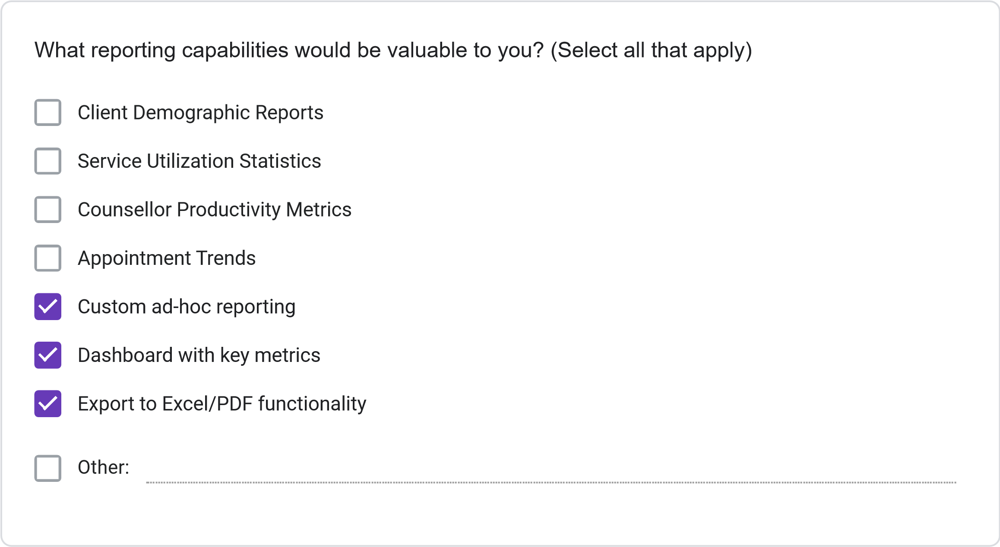 What reporting capabilities would be valuable to you? (Select all that apply)
Client Demographic Reports
Service Utilization Statistics
Counsellor Productivity Metrics
Appointment Trends
Custom ad-hoc reporting
Dashboard with key metrics
Export to Excel/PDF functionality
Other: